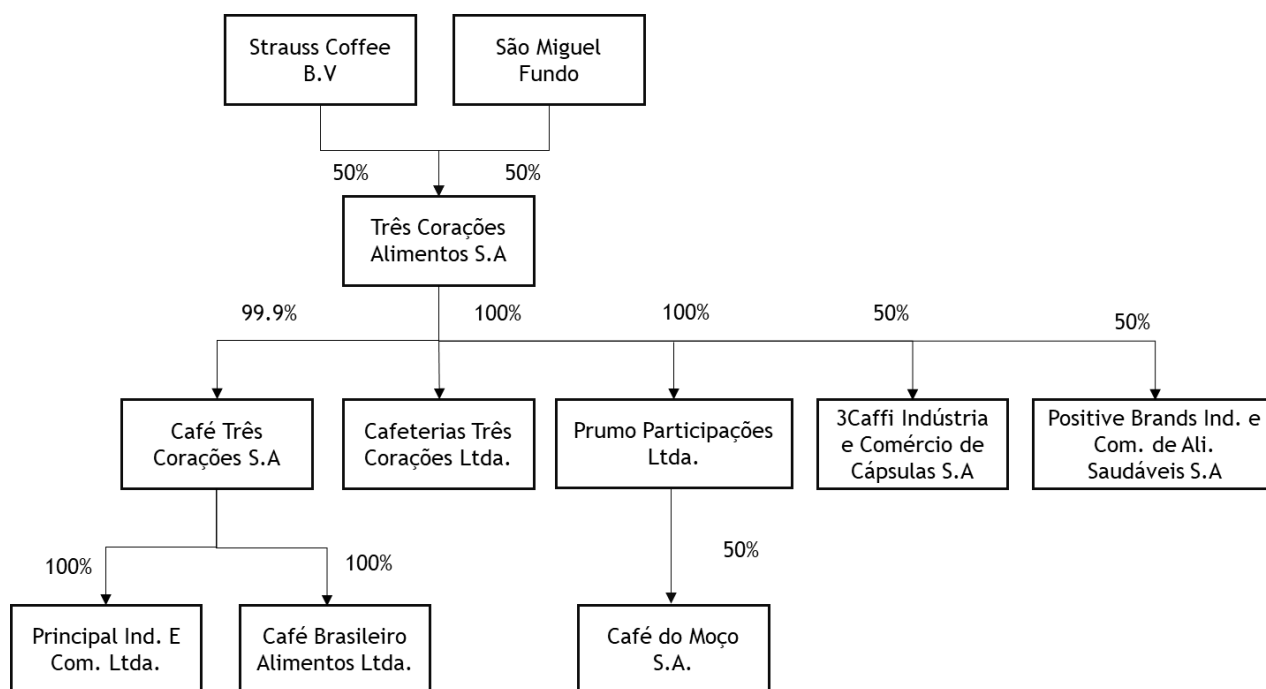 Strauss Coffee
B.V
São Miguel
Fundo
50%
50%
Três Corações
Alimentos S.A
99.9%
100%
100%
50%
50%
Café Três
Corações S.A
Cafeterias Três
Corações Ltda.
Prumo Participações
Ltda.
3Caffi Indústria
e Comércio de
Cápsulas S.A
Positive Brands Ind. e
Com. de Ali.
Saudáveis S.A
100%
100%
50%
Principal Ind. E
Com. Ltda.
Café Brasileiro
Alimentos Ltda.
Café do Moço
S.A.